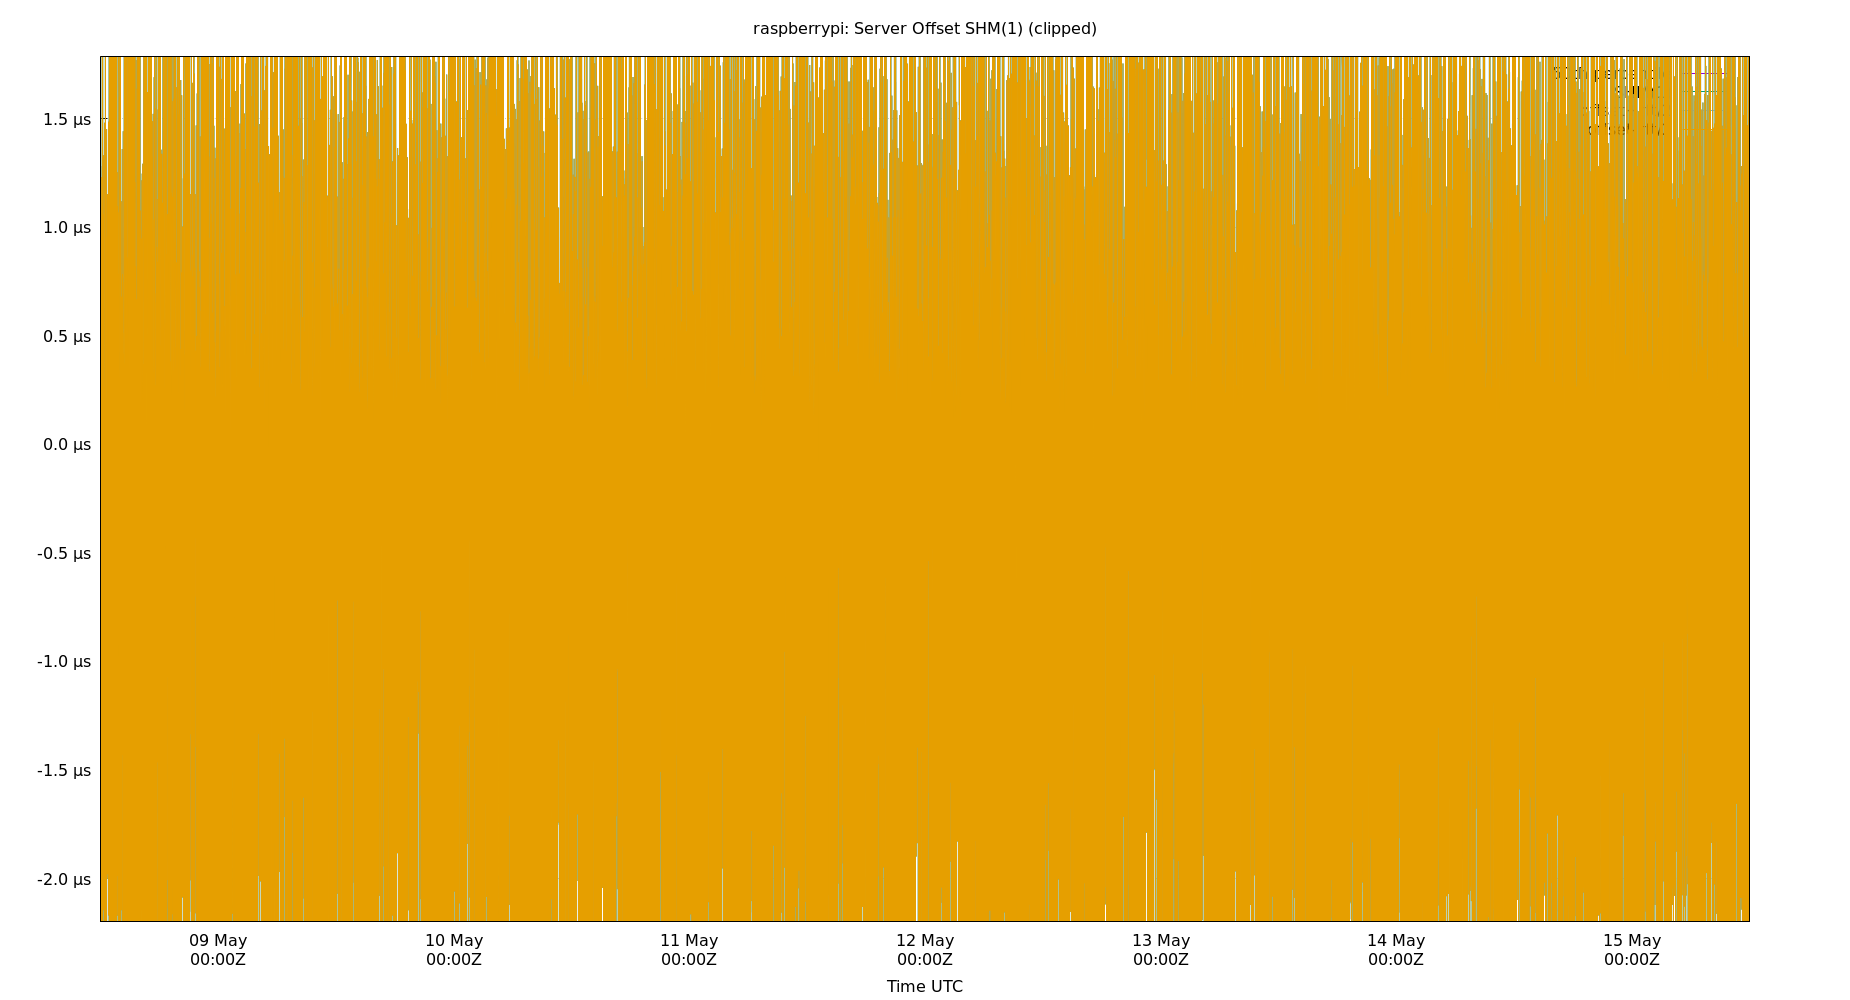 raspberrypi: Server Offset SHM(1) (clipped)
1.5 µs
1.0 µs
0.5 µs
0.0 µs
-0.5 µs
-1.0 µs
-1.5 µs
-2.0 µs
09 May 10 May 11 May 12 May 13 May 14 May 15 May
00:00Z 00:00Z 00:00Z 00:00Z 00:00Z 00:00Z 00:00Z
Time UTC